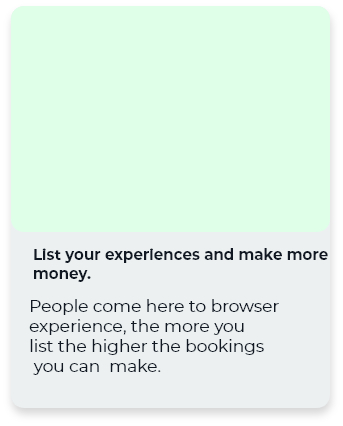 List your experiences and make more
money.
People come here to browser
experience, the more you
list the higher the bookings
you can  make.